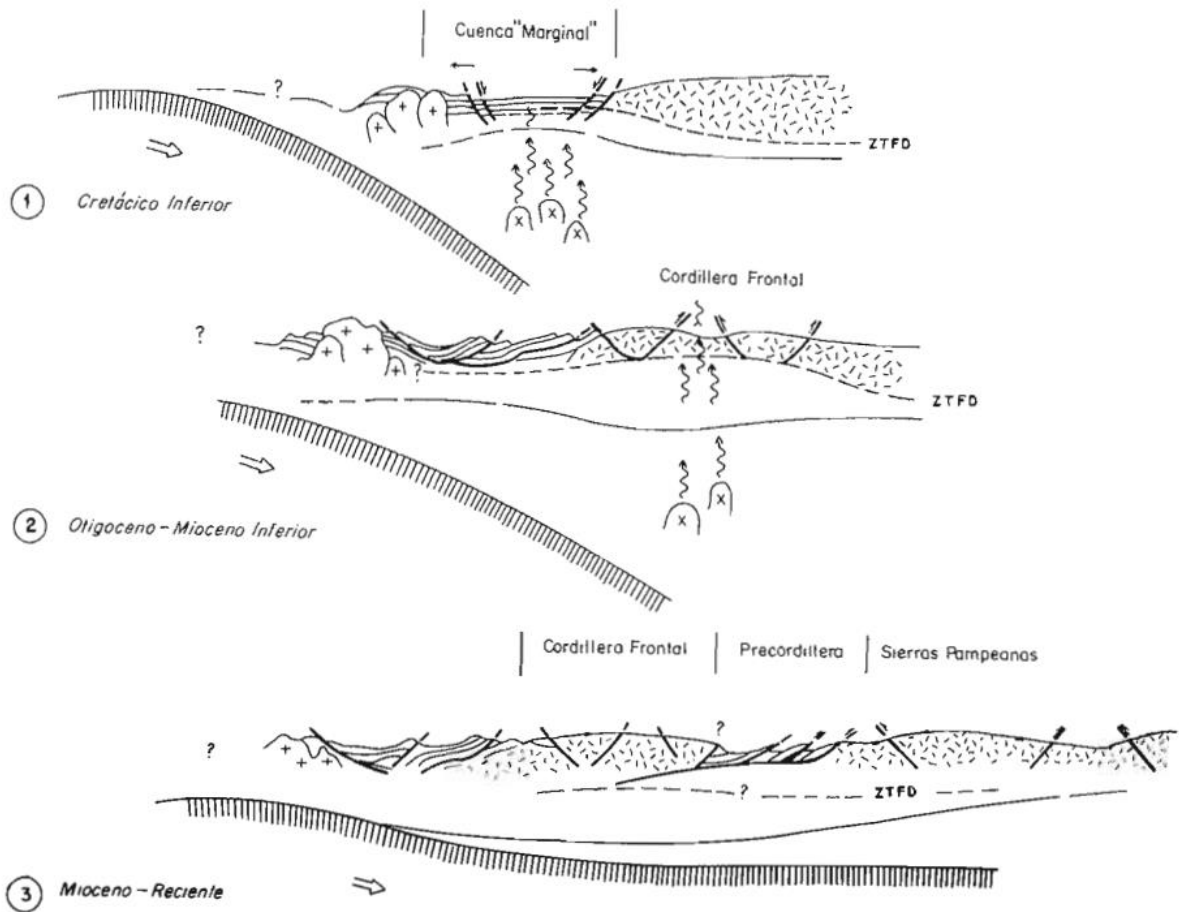 Cuenca "Marginal"
?
+ + +
+
ZTFD
x x x
1 Cretácico Inferior
Cordillera Frontal
?
+
+ +
+ ?
ZTFD
x x
2 Oligoceno - Mioceno Inferior
Cordillera Frontal Precordillera Sierras Pampeanas
? ?
+ + +
? ZTFD
3 Mioceno - Reciente